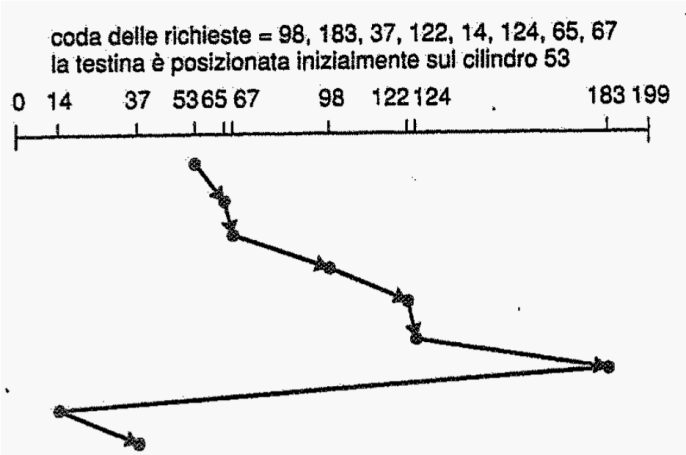 coda delle richieste = 98, 183, 37, 122, 14, 124, 65, 67
la testina è posizionata inizialmente sul cilindro 53
0 14 37 53 65 67 98 122 124 183 199